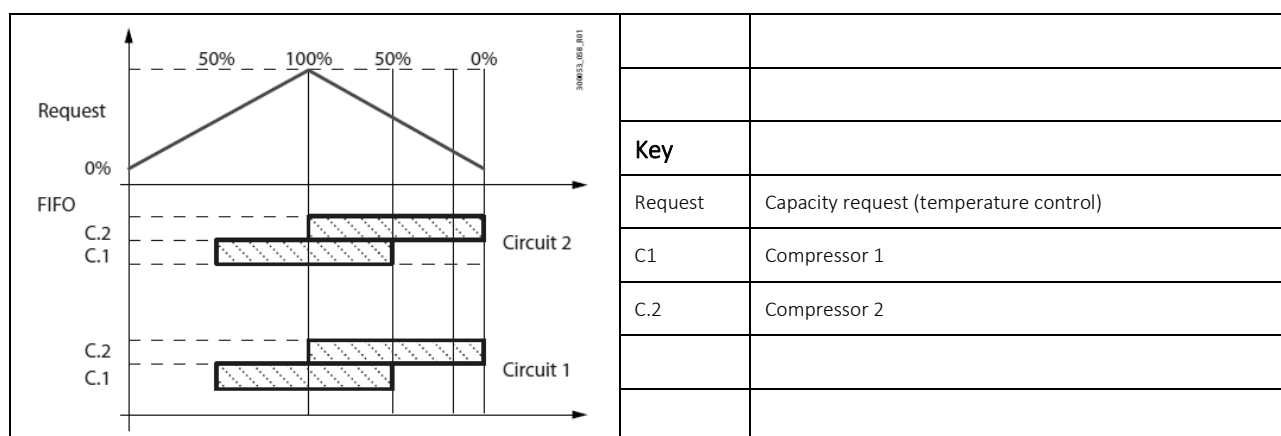 50% 100% 50% 0%
300053_058_R01
Request
0%
FIFO
C.2
C.1
Circuit 2
C.2
C.1
Circuit 1
Key
Request Capacity request (temperature control)
C1 Compressor 1
C.2 Compressor 2